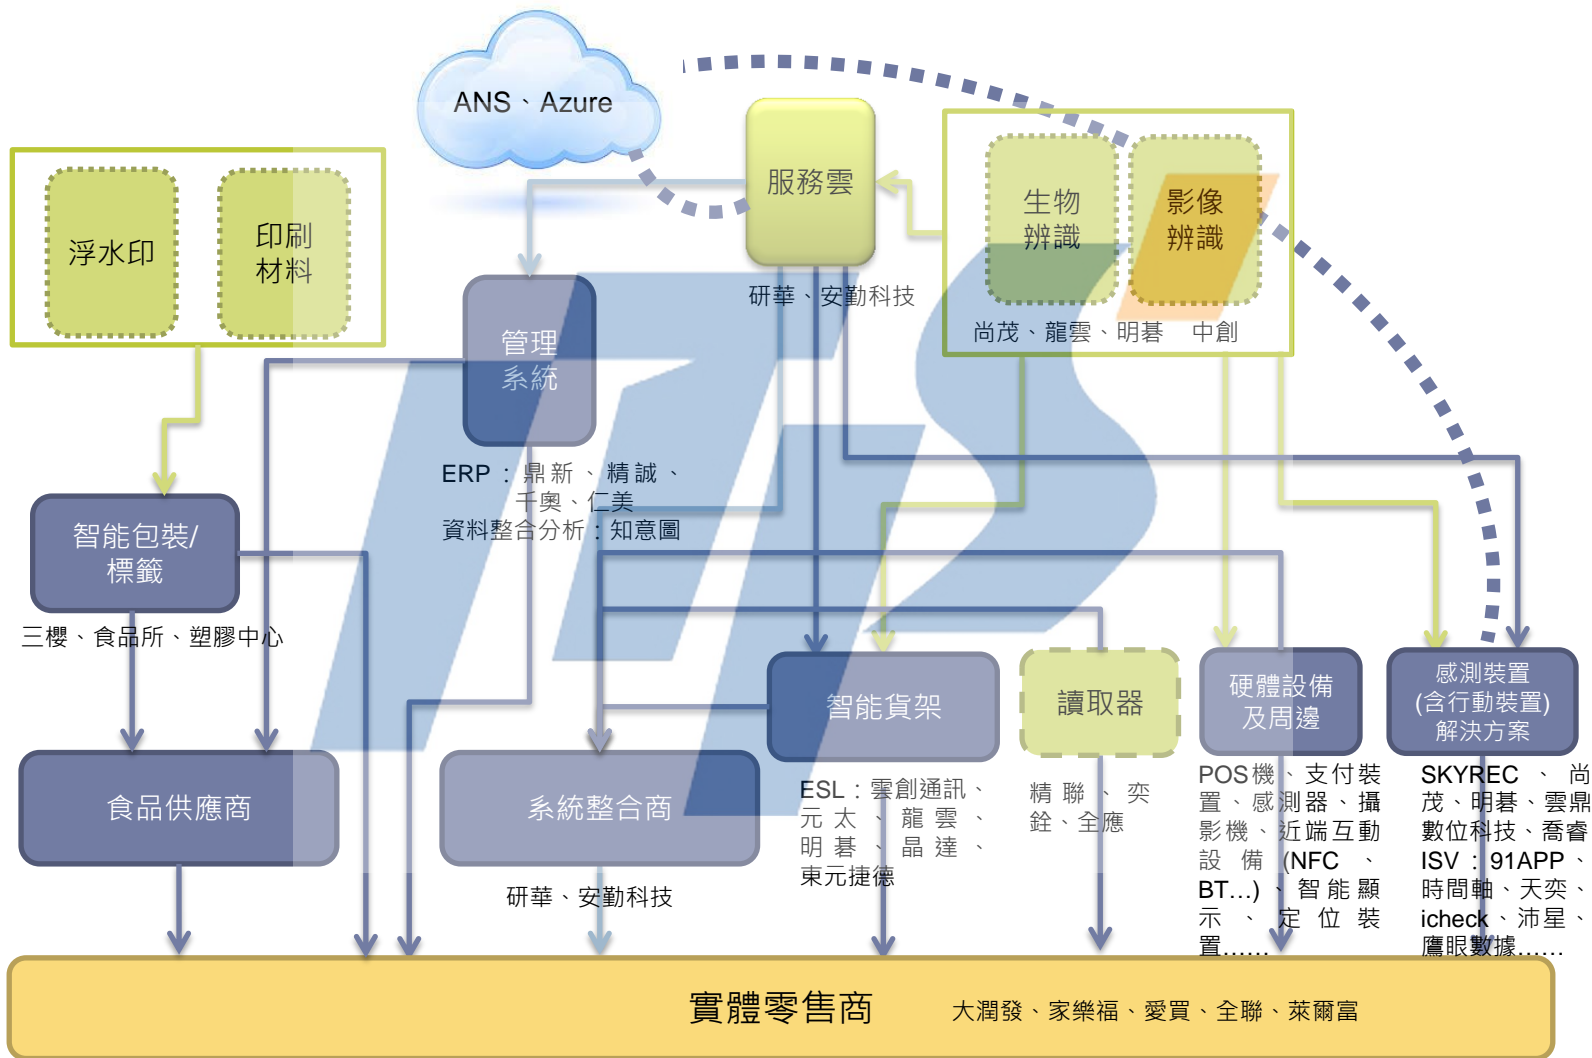 ANS、Azure
服務雲
研華、安勤科技
生物
辨識
影像
辨識
尚茂、龍雲、明碁 中創
浮水印
印刷
材料
管理
系統
ERP：鼎新、精誠、
千奧、仁美
資料整合分析：知意圖
智能包裝/
標籤
三櫻、食品所、塑膠中心
食品供應商
系統整合商
研華、安勤科技
智能貨架
ESL：雲創通訊、
元太、龍雲、
明碁、晶達、
東元捷德
讀取器
精聯、奕
銓、全應
硬體設備
及周邊
POS機、支付裝
置、感測器、攝
影機、近端互動
設備(NFC、
BT…)、智能顯
示、定位裝
置……
感測裝置
(含行動裝置)
解決方案
SKYREC、尚
茂、明碁、雲鼎
數位科技、喬睿
ISV：91APP、
時間軸、天奕、
icheck、沛星、
鷹眼數據……
實體零售商 大潤發、家樂福、愛買、全聯、萊爾富